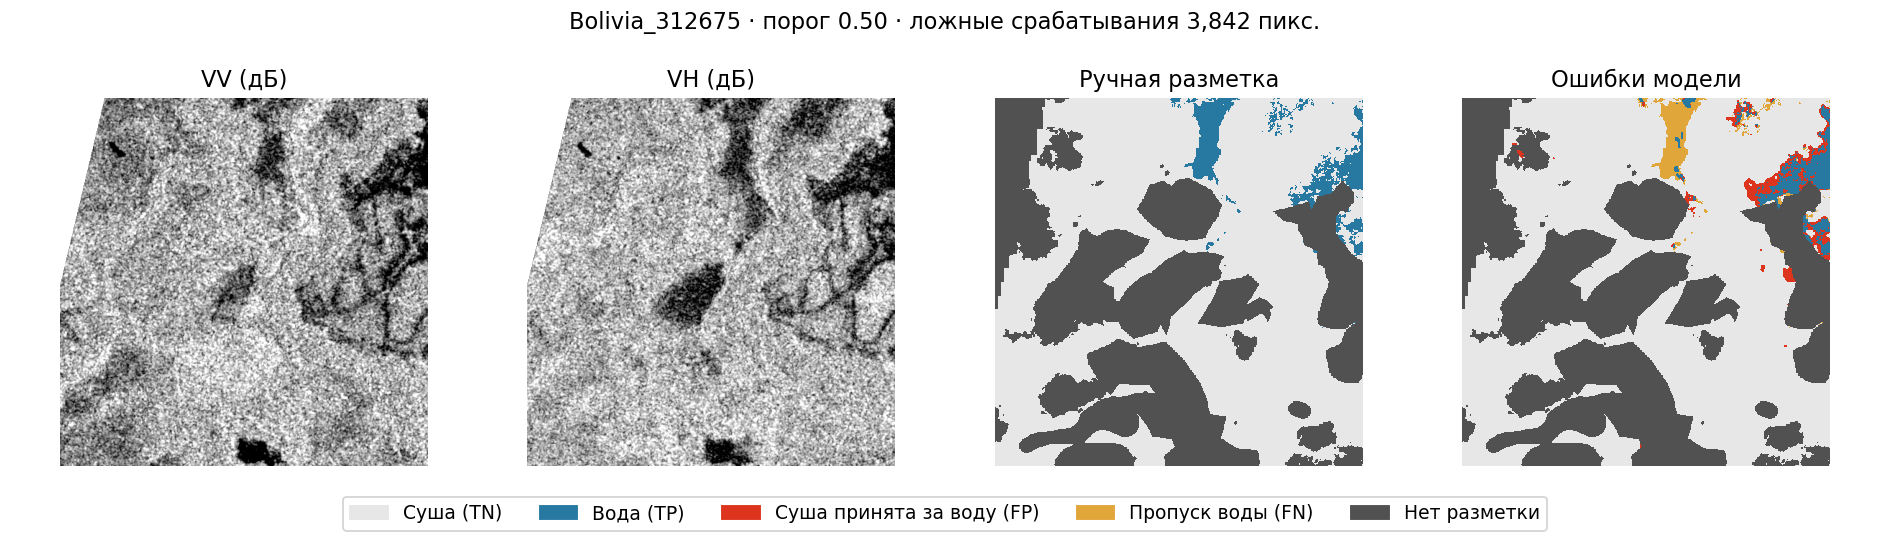 Bolivia_312675 · порог 0.50 · ложные срабатывания 3,842 пикс.
VV (дБ)
VH (дБ)
Ручная разметка
Ошибки модели
Суша (TN)
Вода (TP)
Суша принята за воду (FP)
Пропуск воды (FN)
Нет разметки